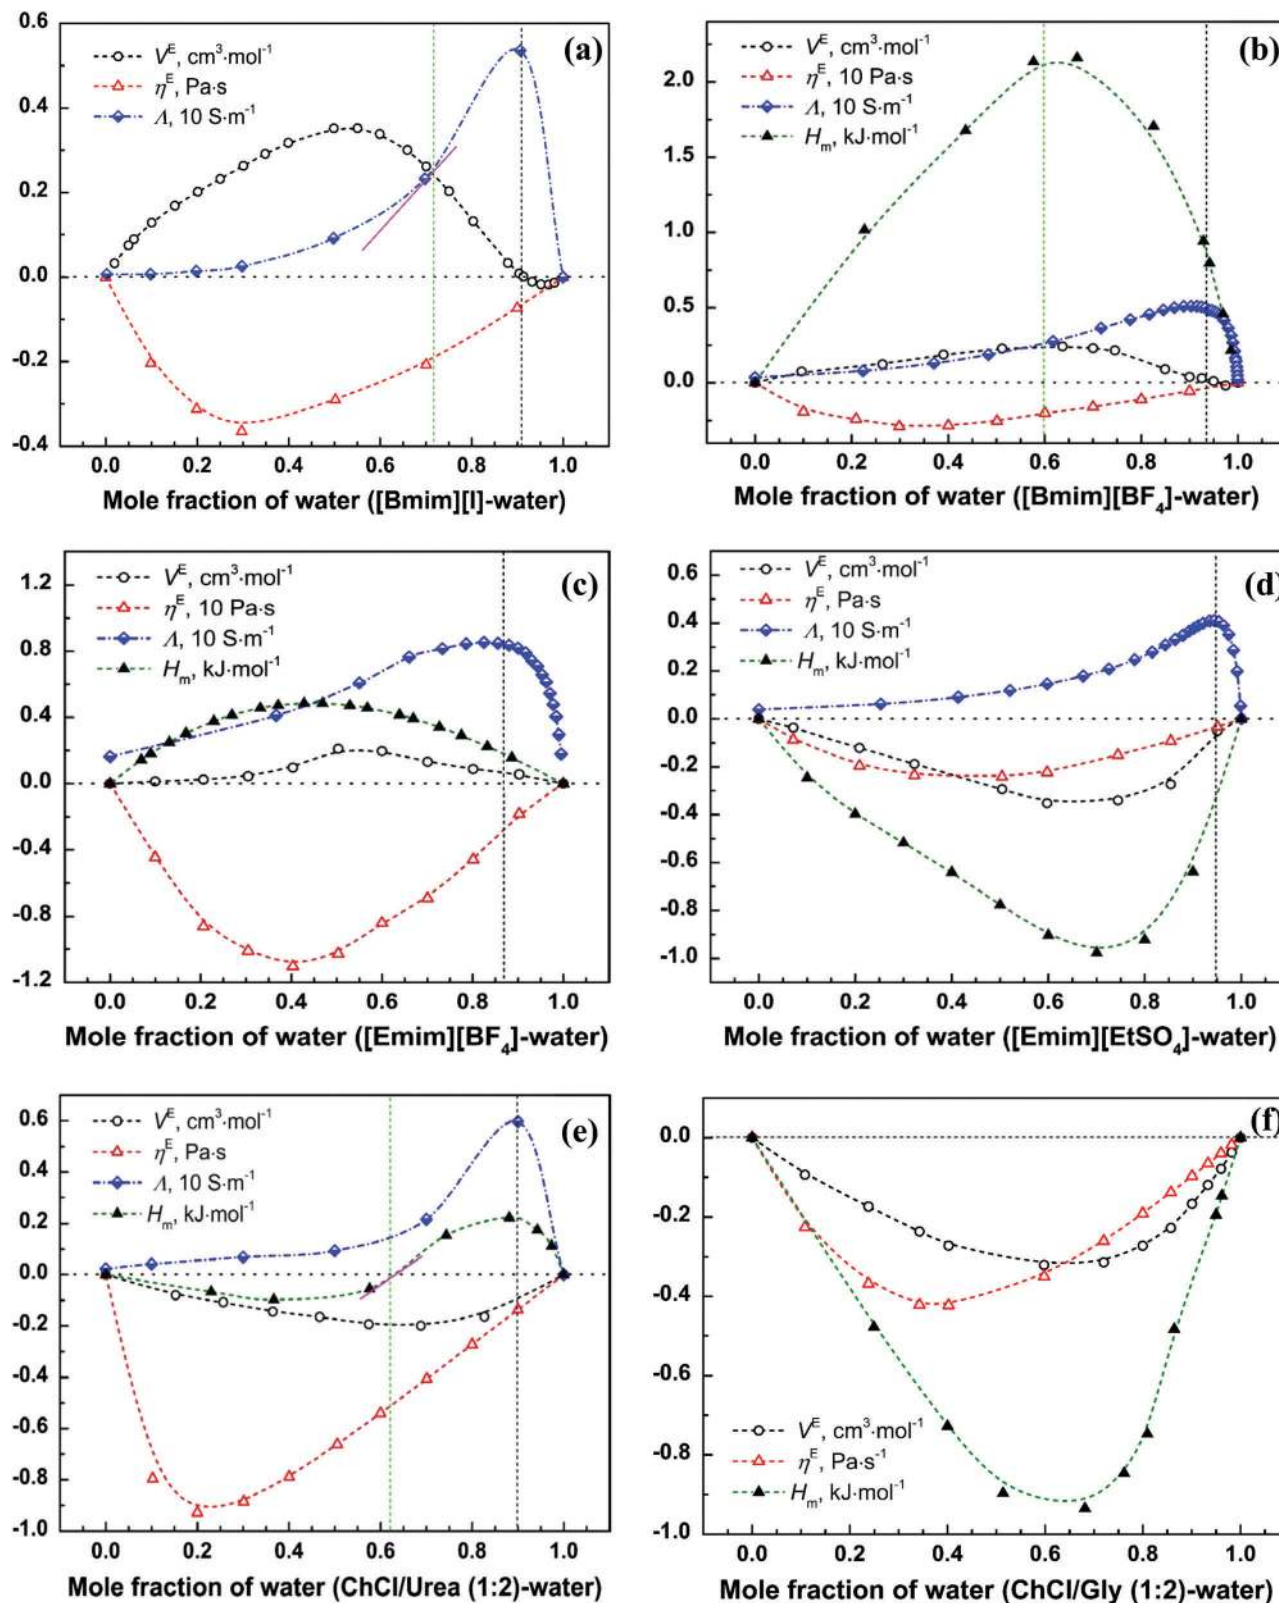 (a)
V^E, cm³·mol⁻¹
η^E, Pa·s
Λ, 10 S·m⁻¹
0.6
0.4
0.2
0.0
-0.2
-0.4
0.0 0.2 0.4 0.6 0.8 1.0
Mole fraction of water ([Bmim][I]-water)
(b)
V^E, cm³·mol⁻¹
η^E, 10 Pa·s
Λ, 10 S·m⁻¹
H_m, kJ·mol⁻¹
2.0
1.5
1.0
0.5
0.0
0.0 0.2 0.4 0.6 0.8 1.0
Mole fraction of water ([Bmim][BF₄]-water)
(c)
V^E, cm³·mol⁻¹
η^E, 10 Pa·s
Λ, 10 S·m⁻¹
H_m, kJ·mol⁻¹
1.2
0.8
0.4
0.0
-0.4
-0.8
-1.2
0.0 0.2 0.4 0.6 0.8 1.0
Mole fraction of water ([Emim][BF₄]-water)
(d)
V^E, cm³·mol⁻¹
η^E, Pa·s
Λ, 10 S·m⁻¹
H_m, kJ·mol⁻¹
0.6
0.4
0.2
0.0
-0.2
-0.4
-0.6
-0.8
-1.0
0.0 0.2 0.4 0.6 0.8 1.0
Mole fraction of water ([Emim][EtSO₄]-water)
(e)
V^E, cm³·mol⁻¹
η^E, Pa·s
Λ, 10 S·m⁻¹
H_m, kJ·mol⁻¹
0.6
0.4
0.2
0.0
-0.2
-0.4
-0.6
-0.8
-1.0
0.0 0.2 0.4 0.6 0.8 1.0
Mole fraction of water (ChCl/Urea (1:2)-water)
(f)
0.0
-0.2
-0.4
-0.6
-0.8
-1.0
V^E, cm³·mol⁻¹
η^E, Pa·s⁻¹
H_m, kJ·mol⁻¹
0.0 0.2 0.4 0.6 0.8 1.0
Mole fraction of water (ChCl/Gly (1:2)-water)